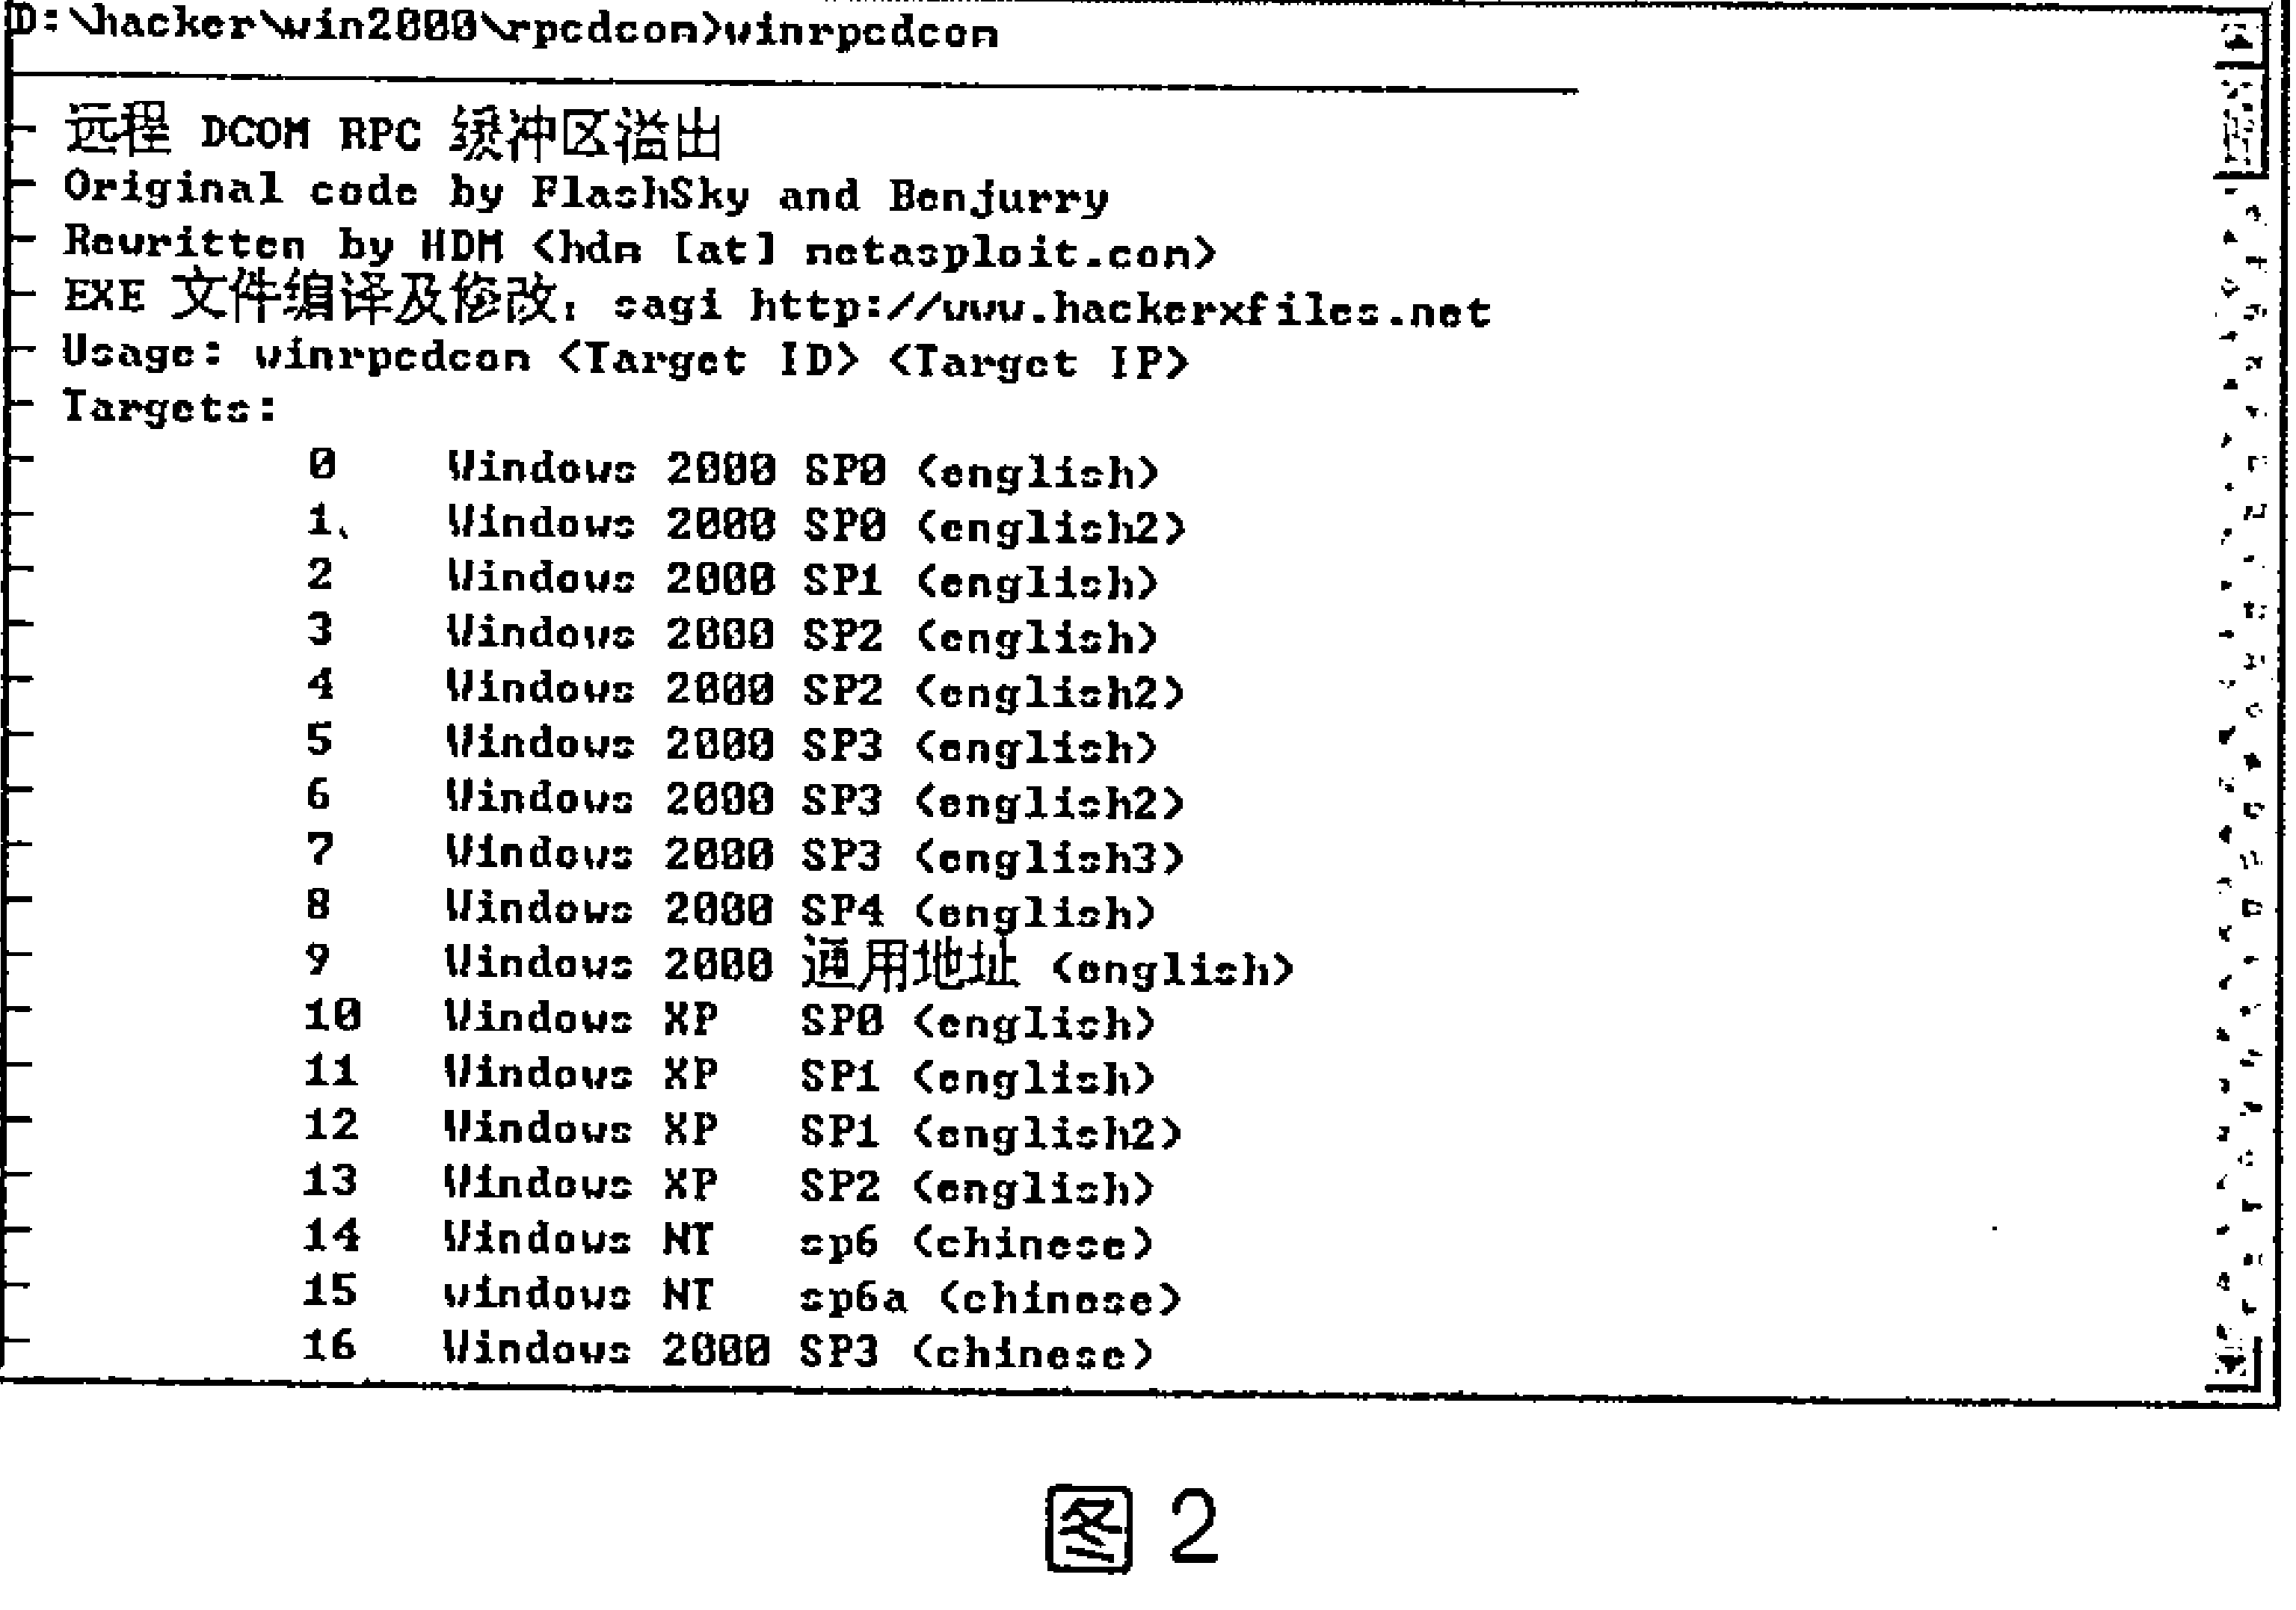 D:\hacker\win2000\rpcdcom>winrpcdcom
- 远程 DCOM RPC 缓冲区溢出
- Original code by FlashSky and Benjurry
- Rewritten by HDM <hdm [at] metasploit.com>
- EXE 文件编译及修改: sagi http://www.hackerxfiles.net
- Usage: winrpcdcom <Target ID> <Target IP>
- Targets:
- 0 Windows 2000 SP0 (english)
- 1 Windows 2000 SP0 (english2)
- 2 Windows 2000 SP1 (english)
- 3 Windows 2000 SP2 (english)
- 4 Windows 2000 SP2 (english2)
- 5 Windows 2000 SP3 (english)
- 6 Windows 2000 SP3 (english2)
- 7 Windows 2000 SP3 (english3)
- 8 Windows 2000 SP4 (english)
- 9 Windows 2000 通用地址 (english)
- 10 Windows XP SP0 (english)
- 11 Windows XP SP1 (english)
- 12 Windows XP SP1 (english2)
- 13 Windows XP SP2 (english)
- 14 Windows NT sp6 (chinese)
- 15 windows NT sp6a (chinese)
- 16 Windows 2000 SP3 (chinese)
图 2